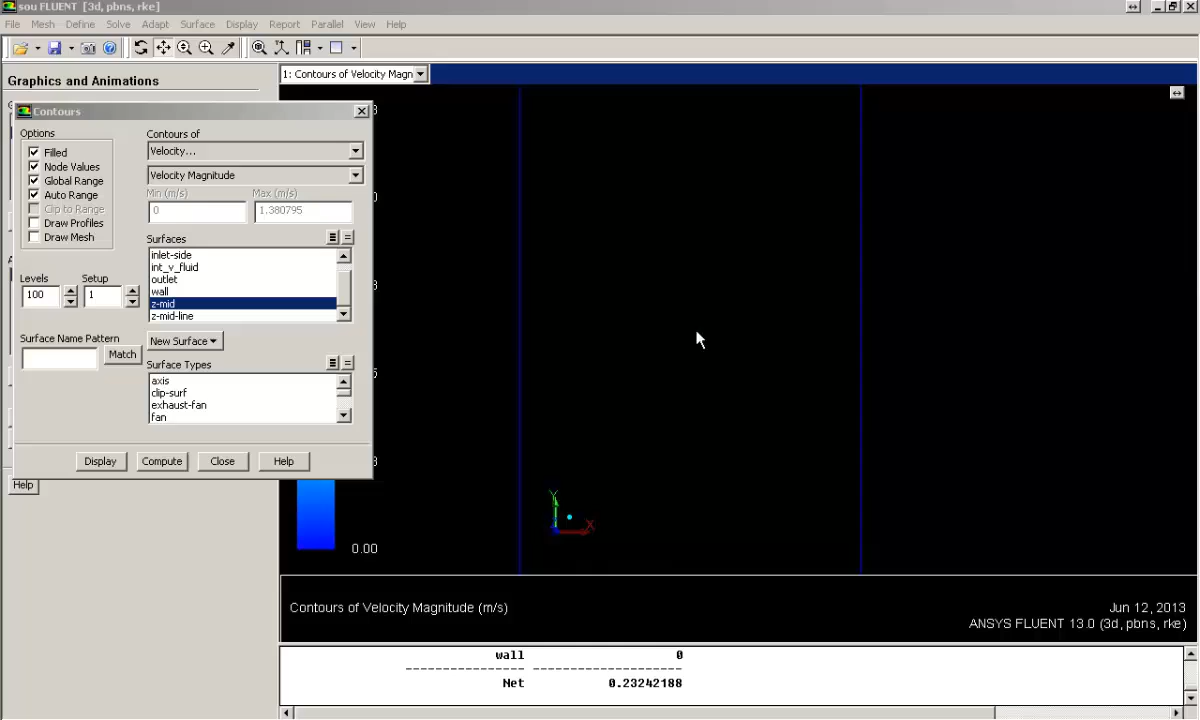 sou FLUENT [3d, pbns, rke]
File Mesh Define Solve Adapt Surface Display Report Parallel View Help
Graphics and Animations
1: Contours of Velocity Magn
Contours
Options
Filled
Node Values
Global Range
Auto Range
Clip to Range
Draw Profiles
Draw Mesh
Levels Setup
100 1
Surface Name Pattern
Match
Contours of
Velocity...
Velocity Magnitude
Min (m/s) Max (m/s)
0 1.380795
Surfaces
inlet-side
int_v_fluid
outlet
wall
z-mid
z-mid-line
New Surface
Surface Types
axis
clip-surf
exhaust-fan
fan
Display Compute Close Help
Help
3
0
3
5
3
0.00
Y
X
Contours of Velocity Magnitude (m/s)
Jun 12, 2013
ANSYS FLUENT 13.0 (3d, pbns, rke)
wall 0
---------------- --------------------
Net 0.23242188